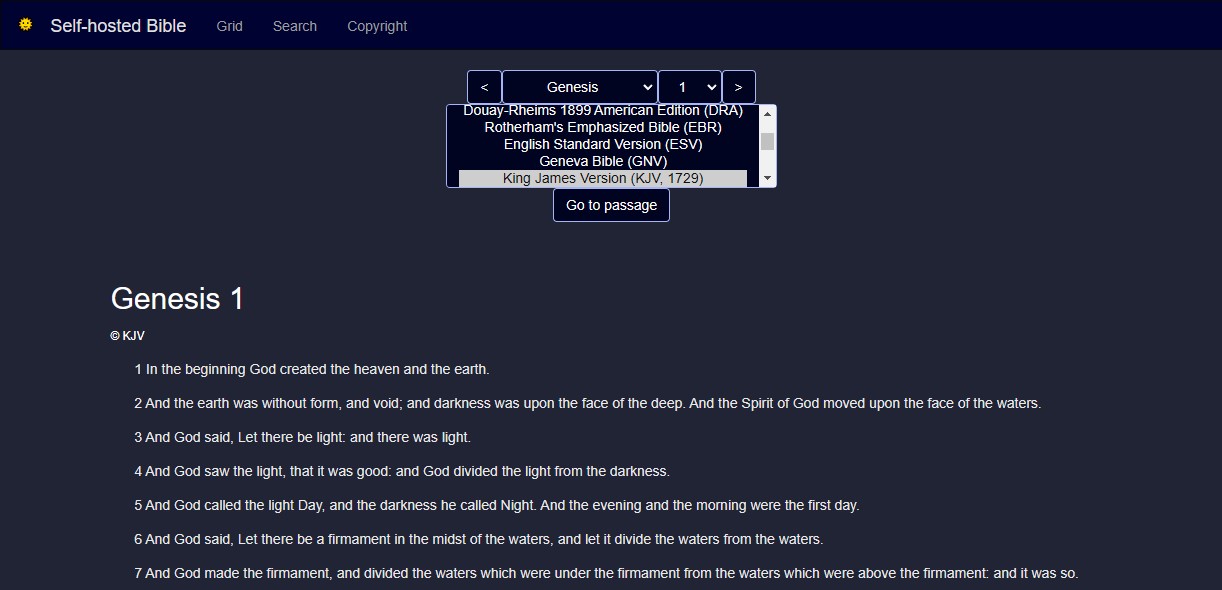 Self-hosted Bible Grid Search Copyright
< Genesis 1 >
Douay-Rheims 1899 American Edition (DRA)
Rotherham's Emphasized Bible (EBR)
English Standard Version (ESV)
Geneva Bible (GNV)
King James Version (KJV, 1729)
Go to passage
Genesis 1
© KJV
1 In the beginning God created the heaven and the earth.
2 And the earth was without form, and void; and darkness was upon the face of the deep. And the Spirit of God moved upon the face of the waters.
3 And God said, Let there be light: and there was light.
4 And God saw the light, that it was good: and God divided the light from the darkness.
5 And God called the light Day, and the darkness he called Night. And the evening and the morning were the first day.
6 And God said, Let there be a firmament in the midst of the waters, and let it divide the waters from the waters.
7 And God made the firmament, and divided the waters which were under the firmament from the waters which were above the firmament: and it was so.